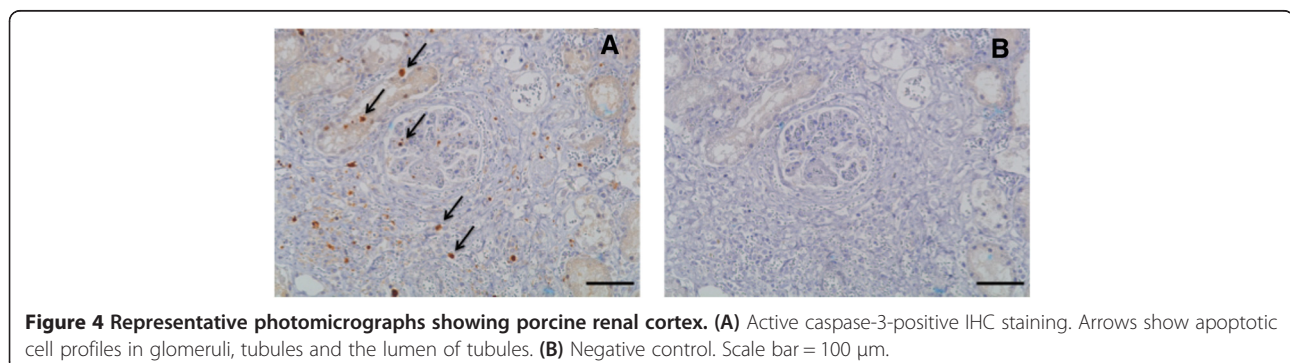 A
B
Figure 4 Representative photomicrographs showing porcine renal cortex. (A) Active caspase-3-positive IHC staining. Arrows show apoptotic
cell profiles in glomeruli, tubules and the lumen of tubules. (B) Negative control. Scale bar = 100 μm.